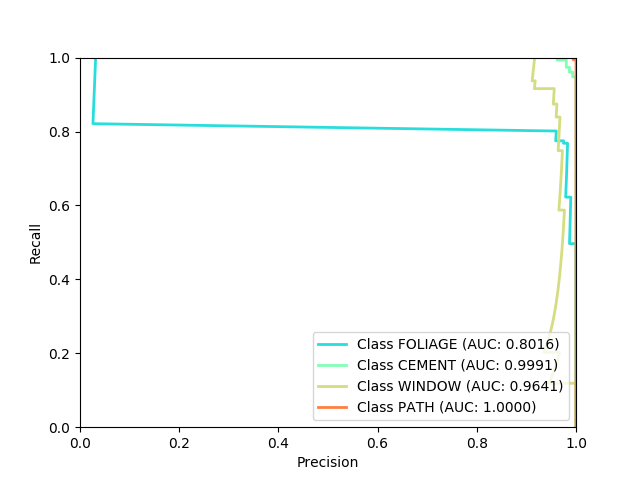 1.0
0.8
0.6
0.4
0.2
0.0
Recall
Class FOLIAGE (AUC: 0.8016)
Class CEMENT (AUC: 0.9991)
Class WINDOW (AUC: 0.9641)
Class PATH (AUC: 1.0000)
0.0 0.2 0.4 0.6 0.8 1.0
Precision